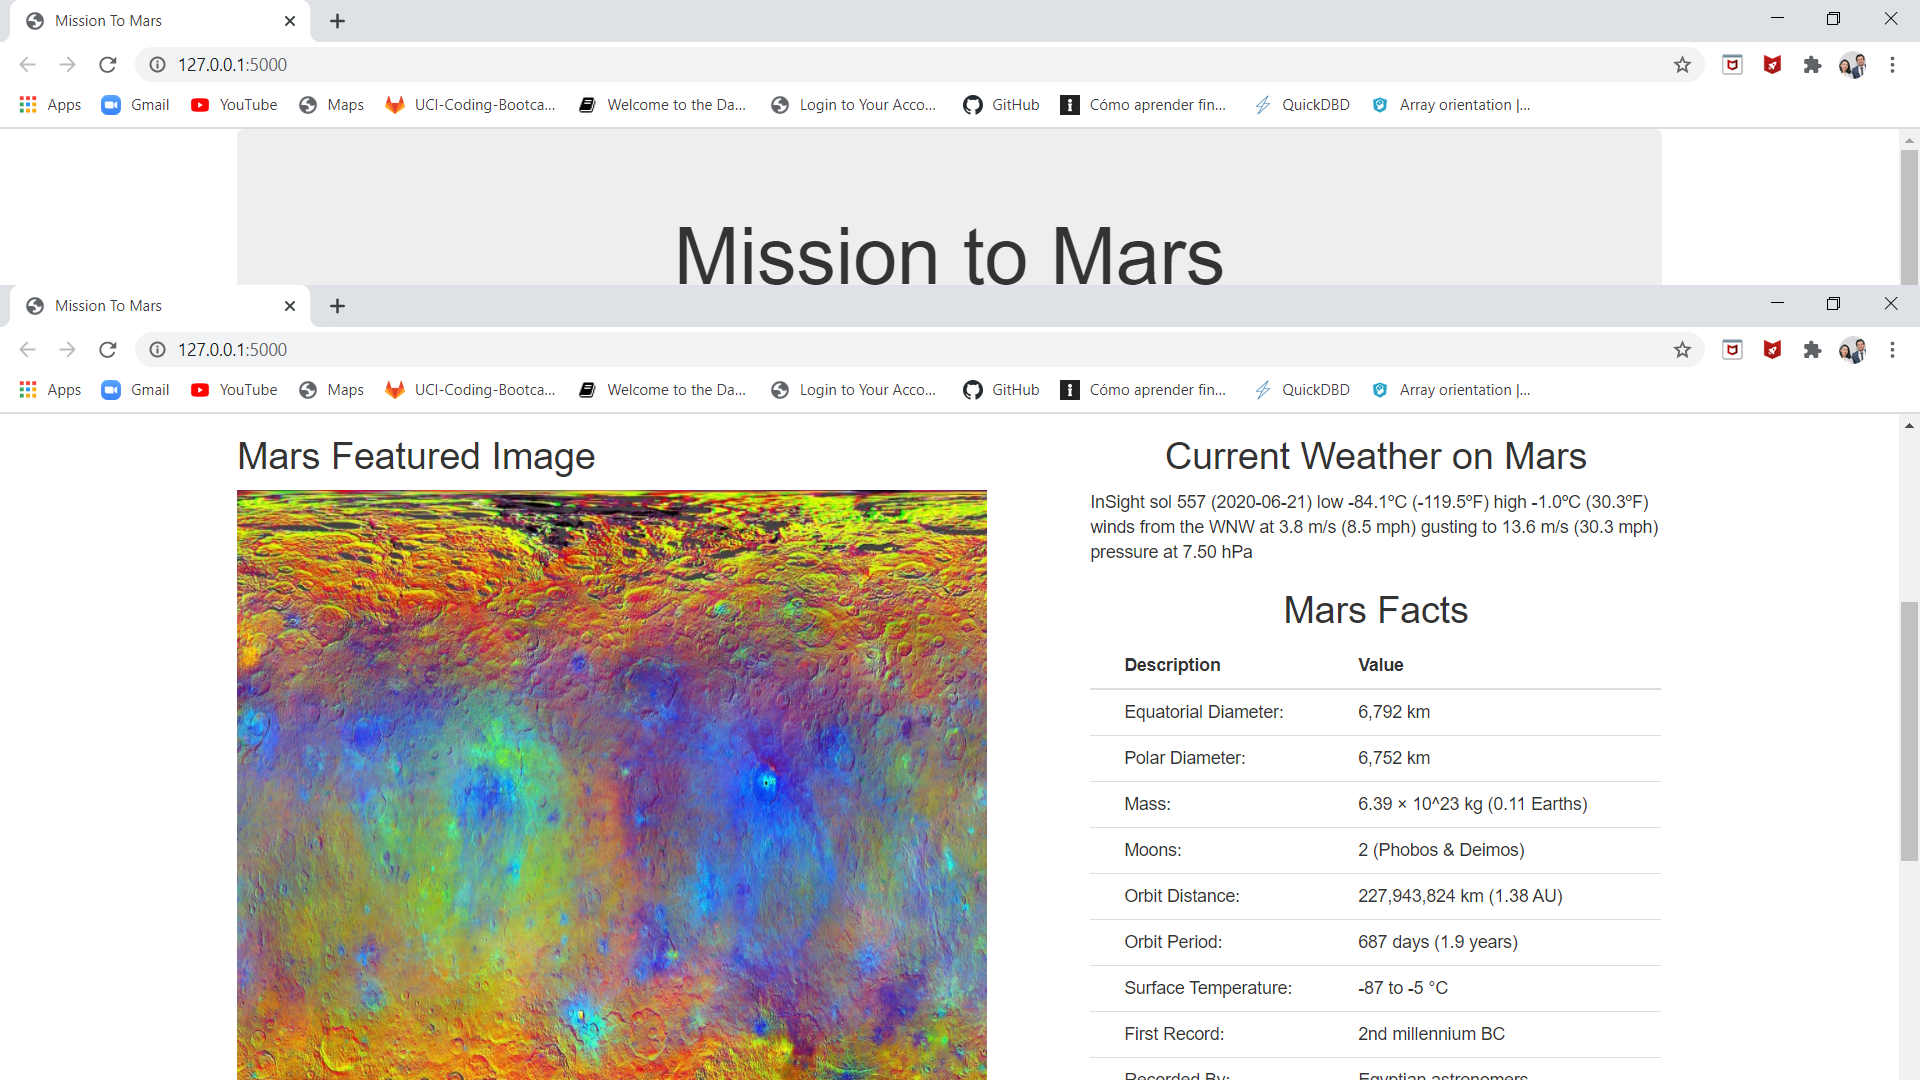 Mission To Mars
127.0.0.1:5000
Apps Gmail YouTube Maps UCI-Coding-Bootca... Welcome to the Da... Login to Your Acco... GitHub Cómo aprender fin... QuickDBD Array orientation |...
Mission to Mars
Mission To Mars
127.0.0.1:5000
Apps Gmail YouTube Maps UCI-Coding-Bootca... Welcome to the Da... Login to Your Acco... GitHub Cómo aprender fin... QuickDBD Array orientation |...
Mars Featured Image
Current Weather on Mars
InSight sol 557 (2020-06-21) low -84.1ºC (-119.5ºF) high -1.0ºC (30.3ºF)
winds from the WNW at 3.8 m/s (8.5 mph) gusting to 13.6 m/s (30.3 mph)
pressure at 7.50 hPa
Mars Facts
Description Value
Equatorial Diameter: 6,792 km
Polar Diameter: 6,752 km
Mass: 6.39 × 10^23 kg (0.11 Earths)
Moons: 2 (Phobos & Deimos)
Orbit Distance: 227,943,824 km (1.38 AU)
Orbit Period: 687 days (1.9 years)
Surface Temperature: -87 to -5 °C
First Record: 2nd millennium BC
Recorded By: Egyptian astronomers